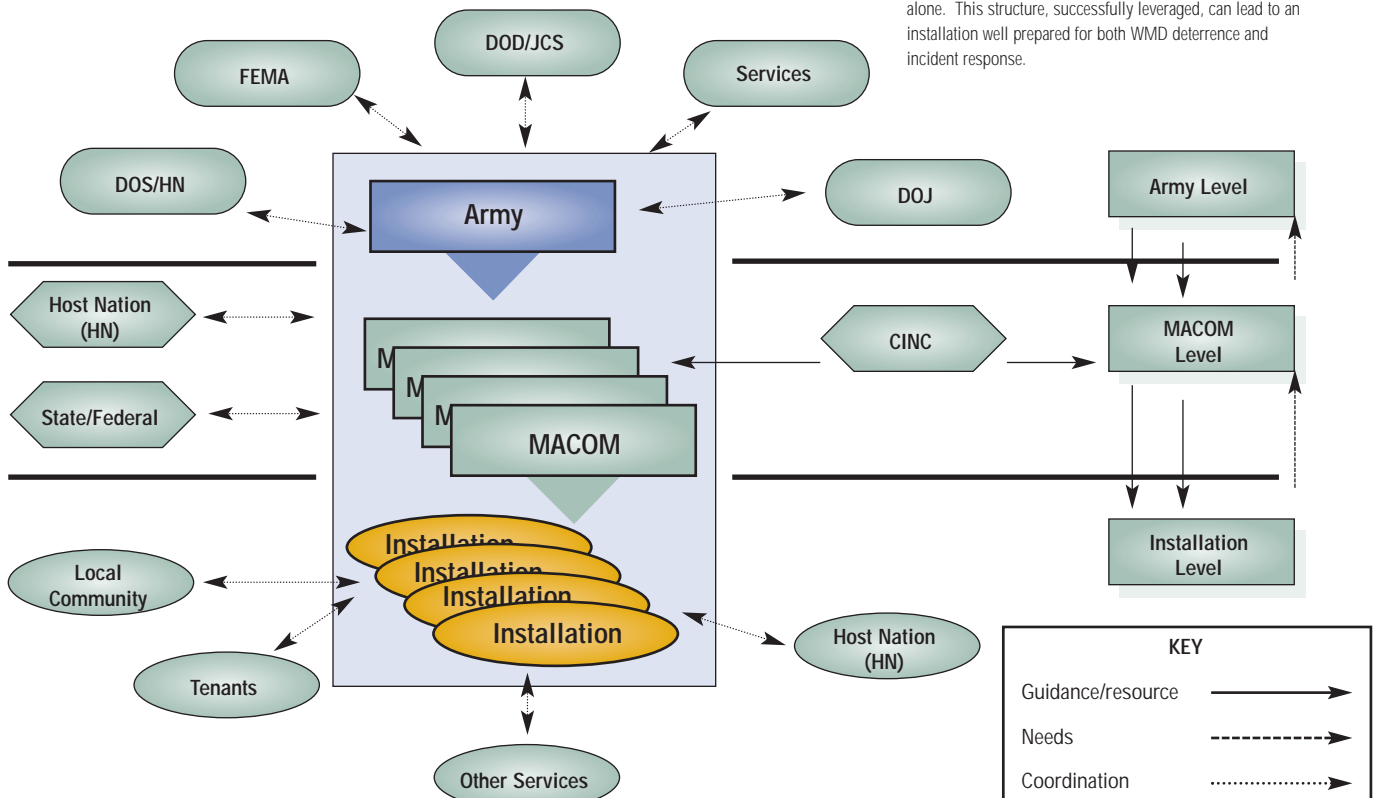 alone. This structure, successfully leveraged, can lead to an
installation well prepared for both WMD deterrence and
incident response.
DOD/JCS
FEMA
Services
DOS/HN
Army
DOJ
Army Level
Host Nation
(HN)
CINC
MACOM
Level
State/Federal
M
M
M
MACOM
Installation
Installation
Installation
Installation
Local
Community
Tenants
Host Nation
(HN)
Other Services
Installation
Level
KEY
Guidance/resource
Needs
Coordination